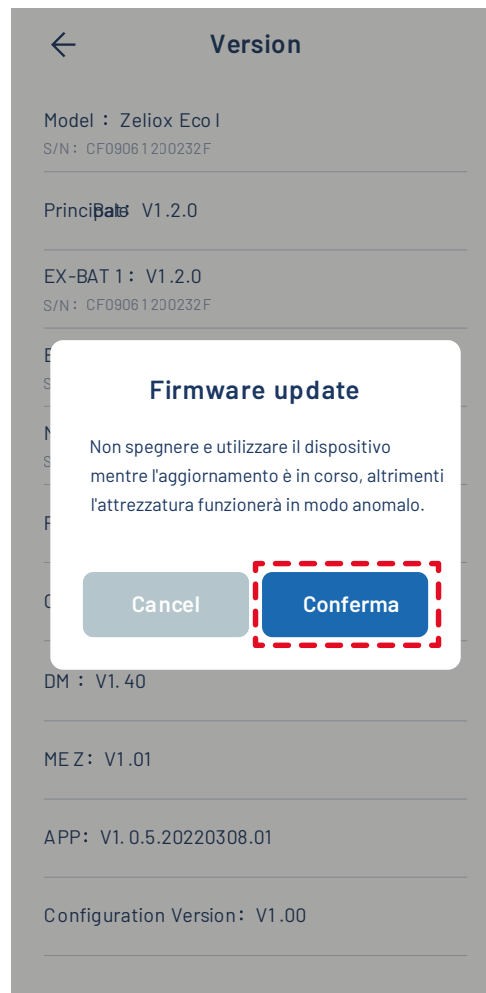 Version
Model : Zeliox Eco I
S/N : CF09061200232F
V1.2.0
EX-BAT 1 : V1.2.0
S/N : CF09061200232F
Firmware update
Non spegnere e utilizzare il dispositivo
mentre l'aggiornamento è in corso, altrimenti
l'attrezzatura funzionerà in modo anomalo.
Cancel Conferma
DM : V1. 40
ME Z : V1 .01
APP : V1. 0.5.20220308.01
Configuration Version : V1 .00